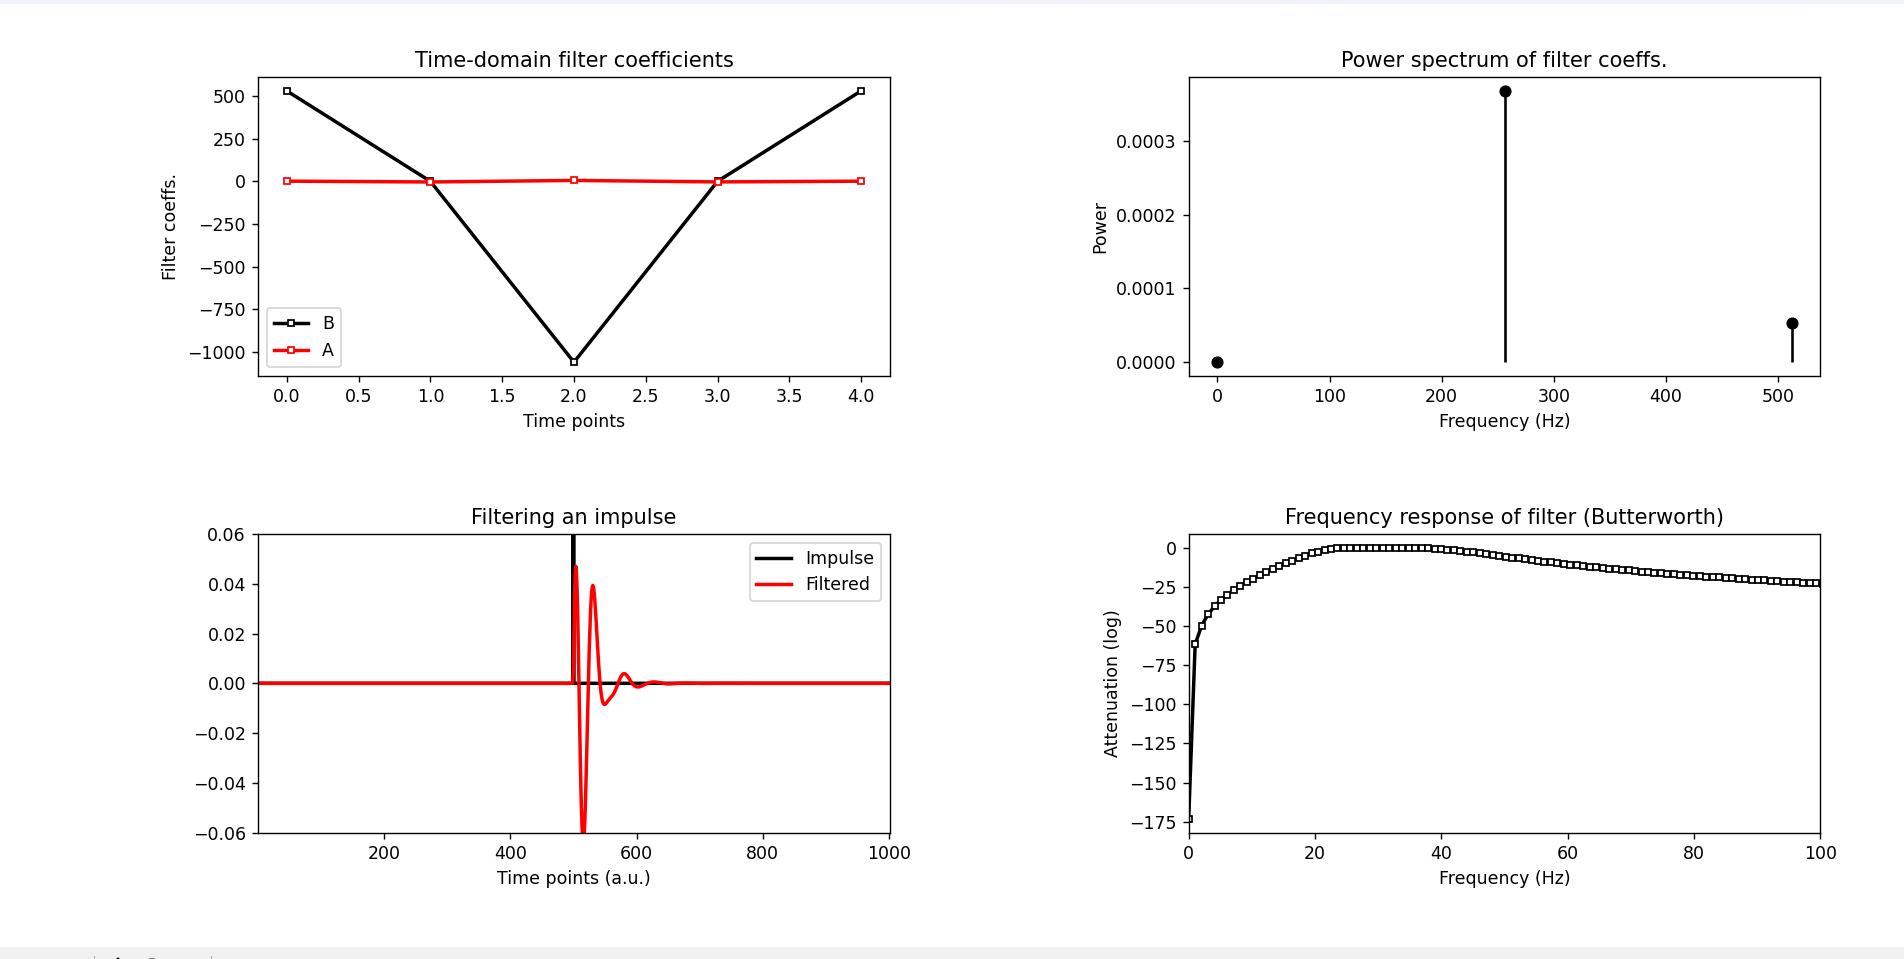 Time-domain filter coefficients
500
250
0
−250
−500
−750
−1000
Filter coeffs.
B
A
0.0 0.5 1.0 1.5 2.0 2.5 3.0 3.5 4.0
Time points
Power spectrum of filter coeffs.
0.0003
0.0002
0.0001
0.0000
Power
0 100 200 300 400 500
Frequency (Hz)
Filtering an impulse
0.06
0.04
0.02
0.00
−0.02
−0.04
−0.06
Impulse
Filtered
200 400 600 800 1000
Time points (a.u.)
Frequency response of filter (Butterworth)
0
−25
−50
−75
−100
−125
−150
−175
Attenuation (log)
0 20 40 60 80 100
Frequency (Hz)